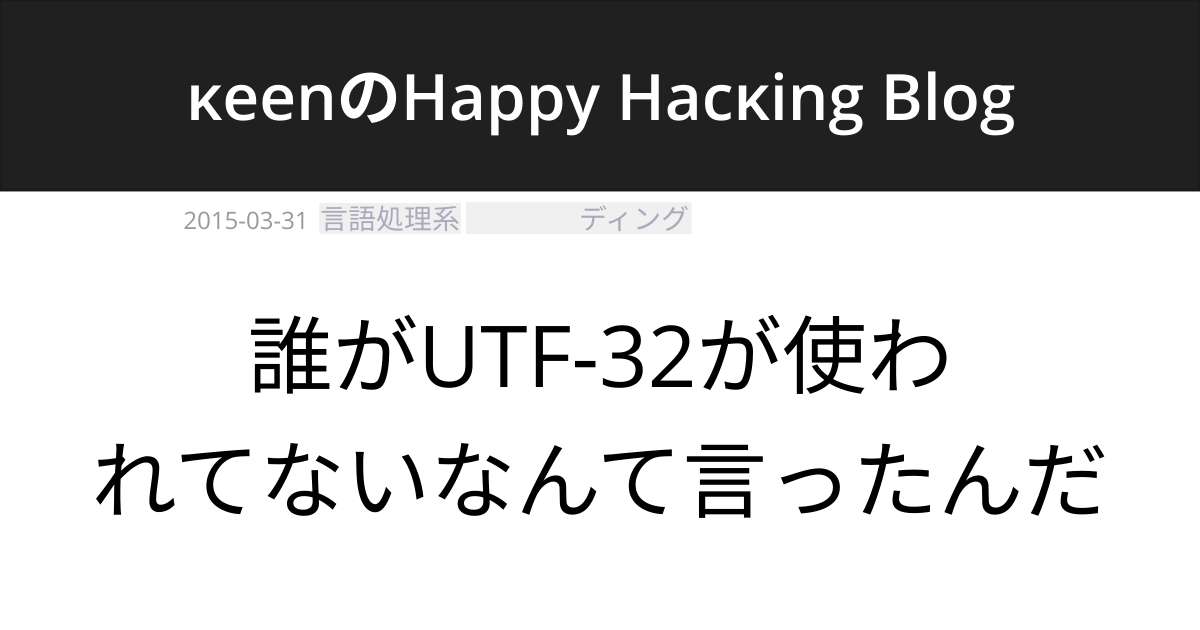 κeenのHappy Hacκing Blog
2015-03-31 言語処理系 ディング
誰がUTF-32が使わ
れてないなんて言ったんだ